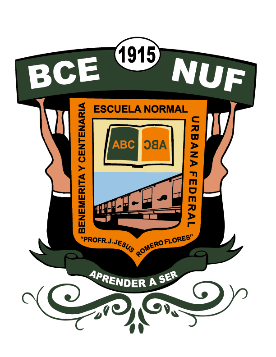 1915
BCE NUF
BENEMERITA Y CENTENARIA
ESCUELA NORMAL
URBANA FEDERAL
ABC ABC
"PROFR. J. JESUS ROMERO FLORES"
APRENDER A SER